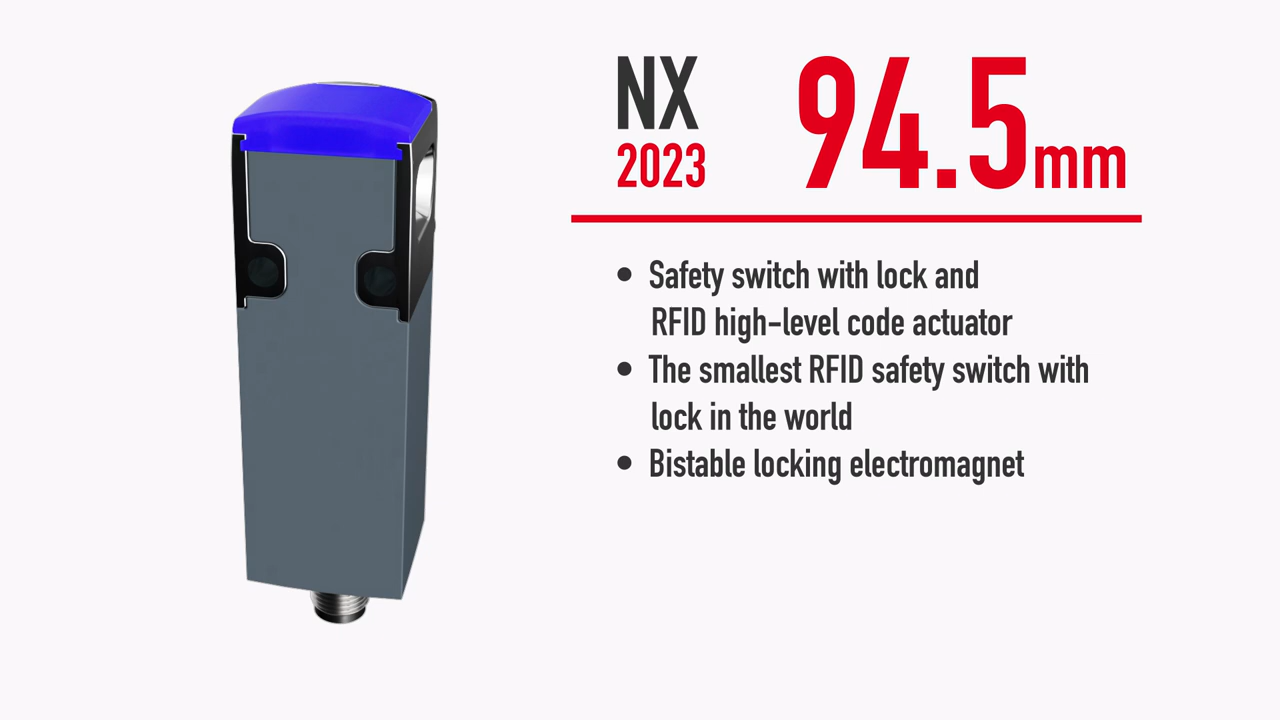 NX
2023
94.5mm
• Safety switch with lock and
RFID high-level code actuator
• The smallest RFID safety switch with
lock in the world
• Bistable locking electromagnet